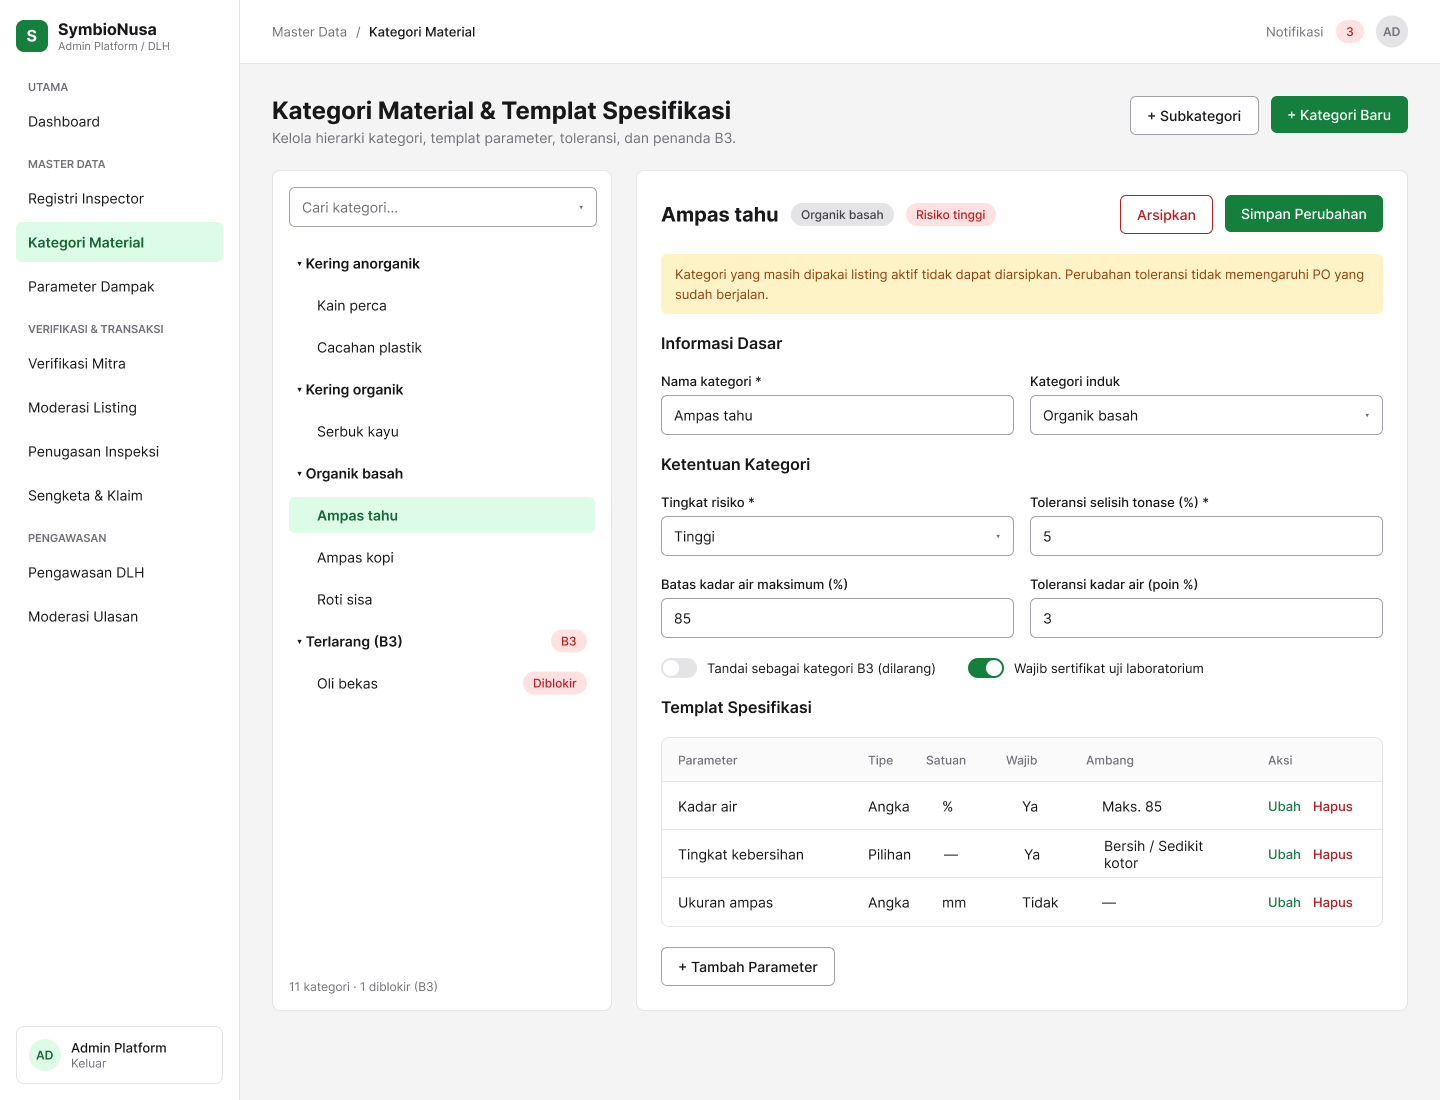 S
SymbioNusa
Admin Platform / DLH
UTAMA
Dashboard
MASTER DATA
Registri Inspector
Kategori Material
Parameter Dampak
VERIFIKASI & TRANSAKSI
Verifikasi Mitra
Moderasi Listing
Penugasan Inspeksi
Sengketa & Klaim
PENGAWASAN
Pengawasan DLH
Moderasi Ulasan
AD
Admin Platform
Keluar
Master Data / Kategori Material
Notifikasi 3 AD
Kategori Material & Templat Spesifikasi
Kelola hierarki kategori, templat parameter, toleransi, dan penanda B3.
+ Subkategori
+ Kategori Baru
Cari kategori...
Kering anorganik
Kain perca
Cacahan plastik
Kering organik
Serbuk kayu
Organik basah
Ampas tahu
Ampas kopi
Roti sisa
Terlarang (B3) B3
Oli bekas Diblokir
11 kategori · 1 diblokir (B3)
Ampas tahu Organik basah Risiko tinggi
Arsipkan
Simpan Perubahan
Kategori yang masih dipakai listing aktif tidak dapat diarsipkan. Perubahan toleransi tidak memengaruhi PO yang
sudah berjalan.
Informasi Dasar
Nama kategori * Kategori induk
Ampas tahu Organik basah
Ketentuan Kategori
Tingkat risiko * Toleransi selisih tonase (%) *
Tinggi 5
Batas kadar air maksimum (%) Toleransi kadar air (poin %)
85 3
Tandai sebagai kategori B3 (dilarang) Wajib sertifikat uji laboratorium
Templat Spesifikasi
Parameter Tipe Satuan Wajib Ambang Aksi
Kadar air Angka % Ya Maks. 85 Ubah Hapus
Tingkat kebersihan Pilihan — Ya Bersih / Sedikit
kotor Ubah Hapus
Ukuran ampas Angka mm Tidak — Ubah Hapus
+ Tambah Parameter